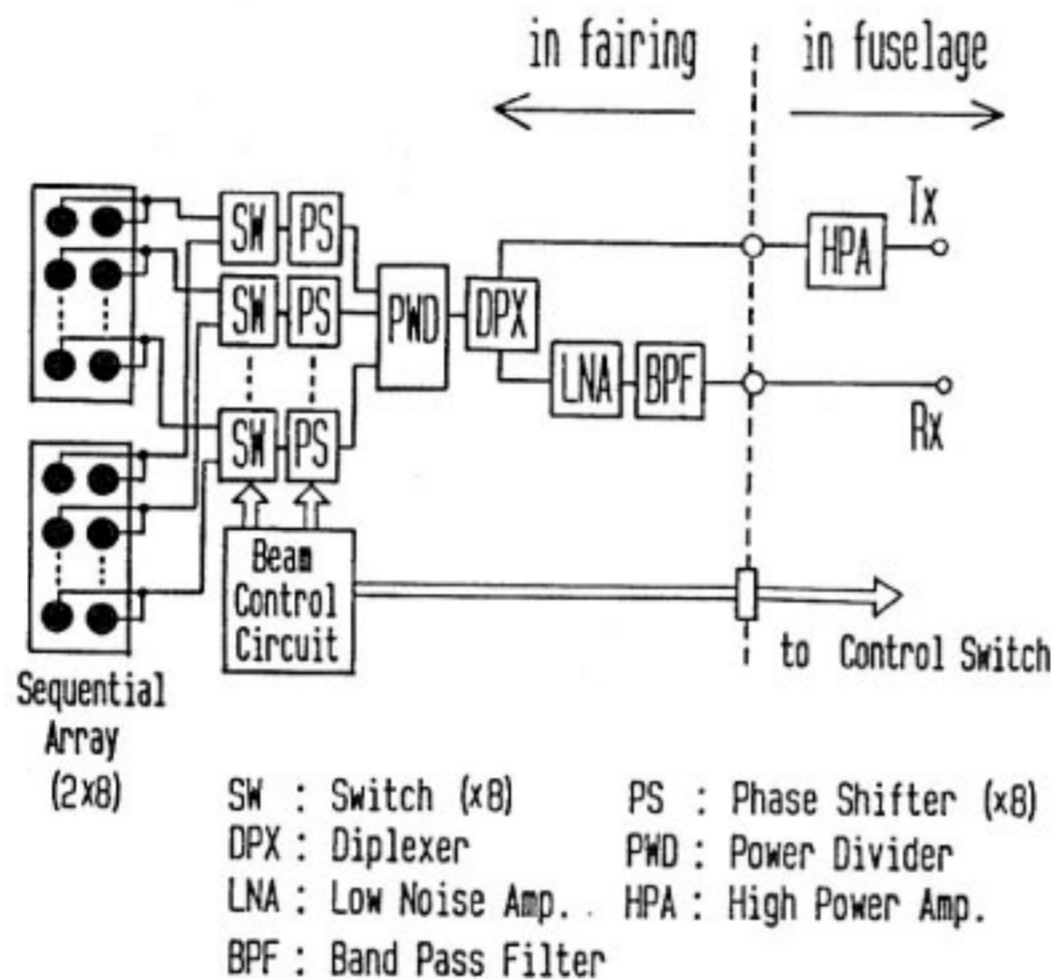 in fairing
in fuselage
Tx
SW PS
HPA
SW PS
PWD
DPX
LNA
BPF
Rx
SW PS
Beam
Control
Circuit
to Control Switch
Sequential
Array
(2x8)
SW : Switch (x8)
PS : Phase Shifter (x8)
DPX : Diplexer
PWD : Power Divider
LNA : Low Noise Amp.
HPA : High Power Amp.
BPF : Band Pass Filter